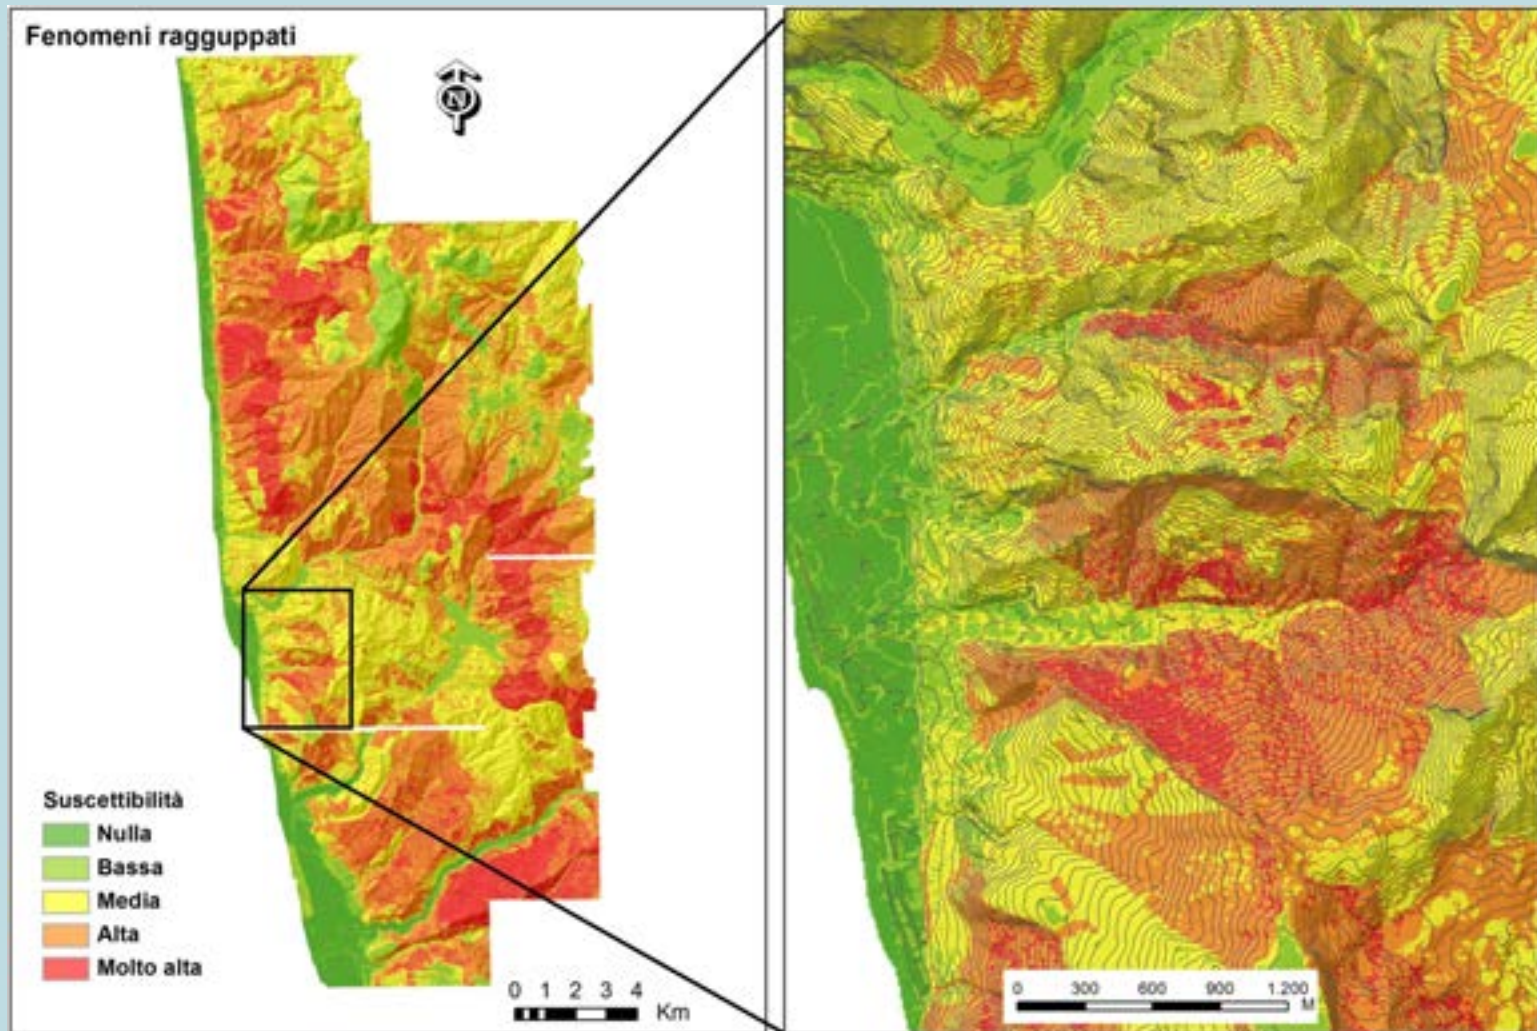 Fenomeni ragguppati
N
Suscettibilità
Nulla
Bassa
Media
Alta
Molto alta
0 1 2 3 4
Km
0 300 600 900 1.200
M